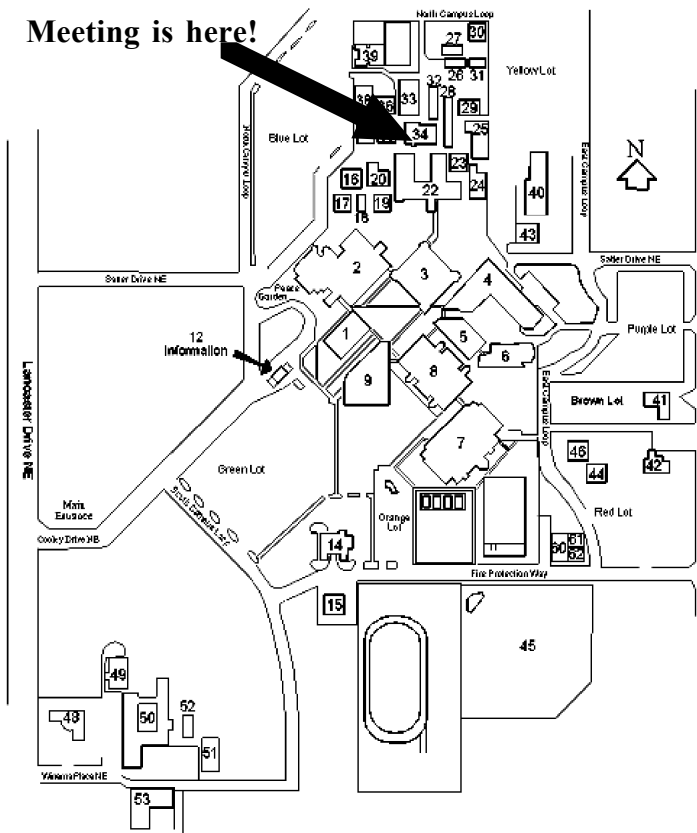 Meeting is here!
North Campus Loop
30
27
39
26 31
Yellow Lot
32
28
33
29
34
25
Blue Lot
North Campus Loop
N
East Campus Loop
16
20
23
22
24
40
17
18
19
43
2
3
4
Satter Drive NE
Satter Drive NE
Peace
Garden
1
5
6
Purple Lot
12
Information
8
9
Lancaster Drive NE
East Campus Loop
Brown Lot
41
7
46
44
42
Green Lot
Main
Entrance
South Campus Loop
Orange
Lot
Red Lot
Cooley Drive NE
14
60
61
62
Fire Protection Way
15
45
49
48
50
52
51
Winema Place NE
53